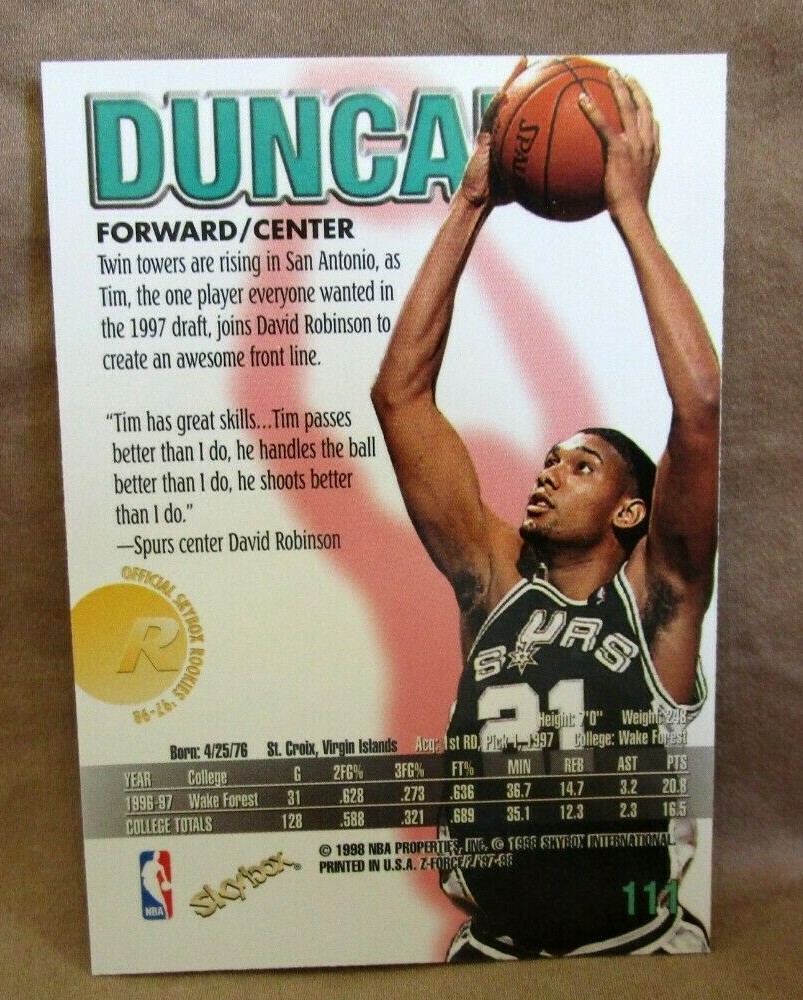 DUNCA
SPAL
FORWARD/CENTER
Twin towers are rising in San Antonio, as
Tim, the one player everyone wanted in
the 1997 draft, joins David Robinson to
create an awesome front line.
“Tim has great skills...Tim passes
better than I do, he handles the ball
better than I do, he shoots better
than I do.”
—Spurs center David Robinson
OFFICIAL SKYBOX ROOKIES '97-98
R
SPURS
21
Height: 7'0" Weight: 248
Born: 4/25/76 St. Croix, Virgin Islands Acq: 1st RD, Pick 1, 1997 College: Wake Forest
YEAR College G 2FG% 3FG% FT% MIN REB AST PTS
1996-97 Wake Forest 31 .628 .273 .636 36.7 14.7 3.2 20.8
COLLEGE TOTALS 128 .588 .321 .689 35.1 12.3 2.3 16.5
© 1998 NBA PROPERTIES, INC. © 1998 SKYBOX INTERNATIONAL
PRINTED IN U.S.A. Z-FORCE/2/'97-98
NBA
Skybox®
111